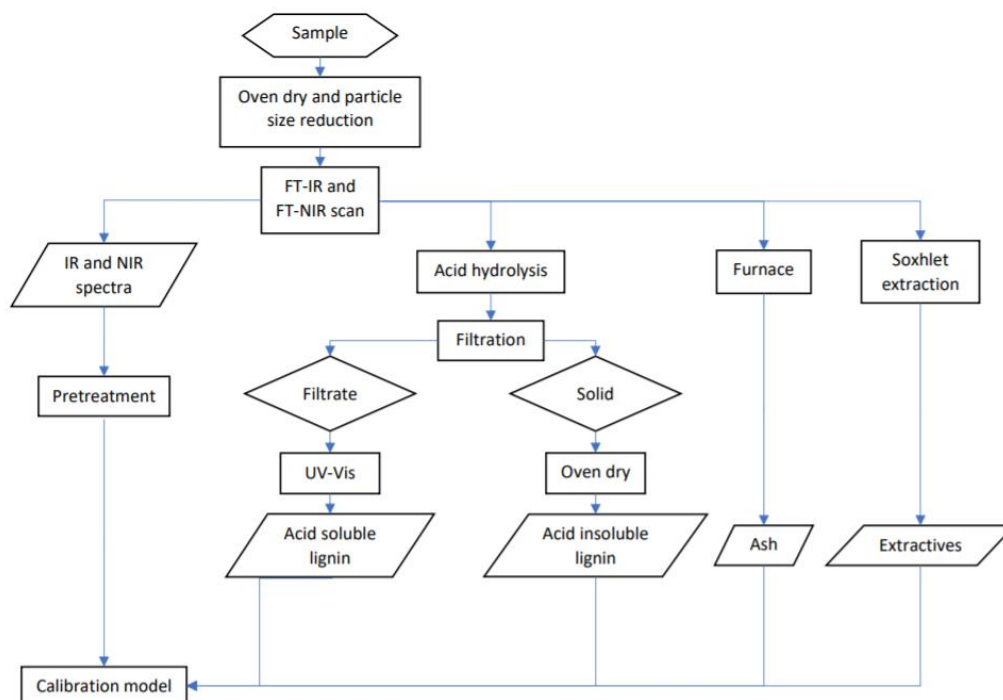 Sample
Oven dry and particle
size reduction
FT-IR and
FT-NIR scan
IR and NIR
spectra
Acid hydrolysis
Furnace
Soxhlet
extraction
Filtration
Pretreatment
Filtrate
Solid
UV-Vis
Oven dry
Acid soluble
lignin
Acid insoluble
lignin
Ash
Extractives
Calibration model